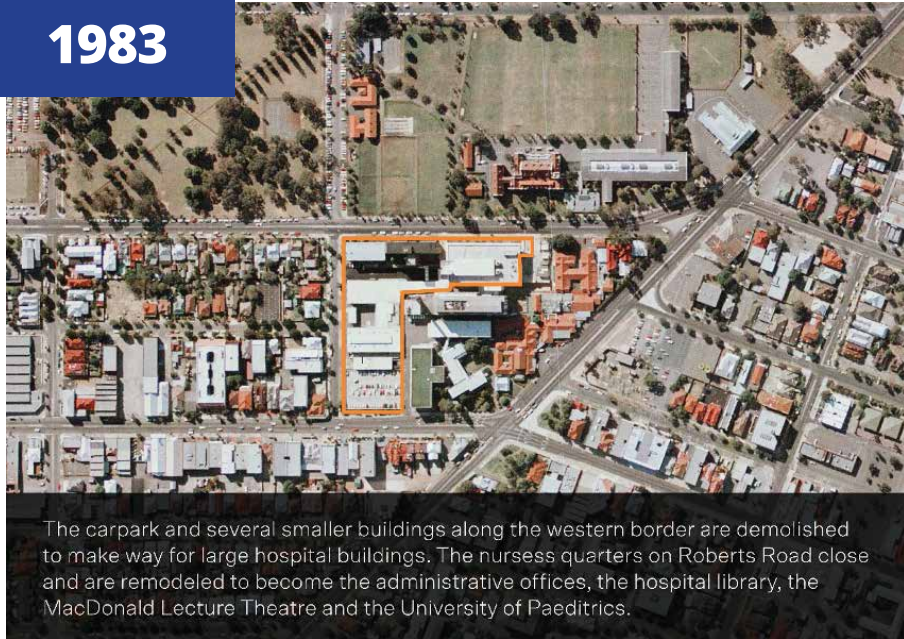 1983
The carpark and several smaller buildings along the western border are demolished
to make way for large hospital buildings. The nursess quarters on Roberts Road close
and are remodeled to become the administrative offices, the hospital library, the
MacDonald Lecture Theatre and the University of Paeditrics.